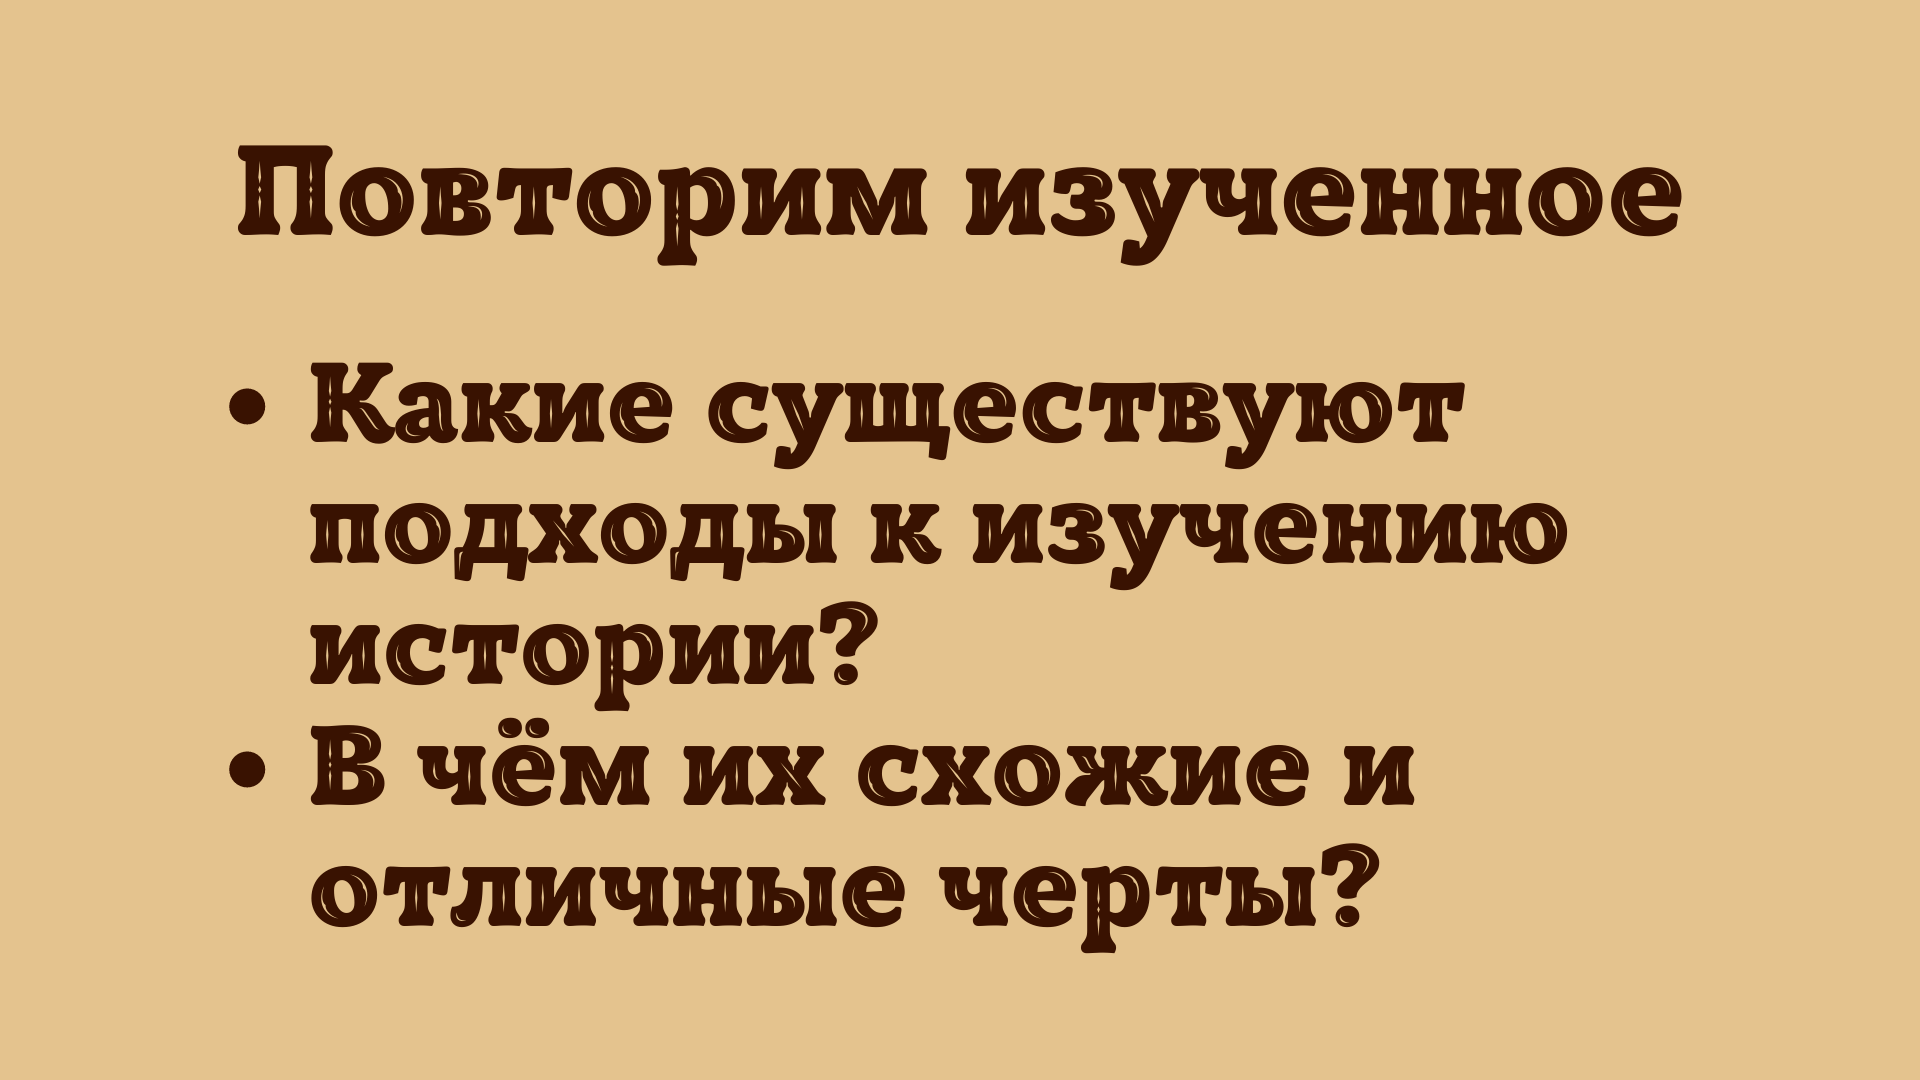 Повторим изученное
• Какие существуют
подходы к изучению
истории?
• В чём их схожие и
отличные черты?